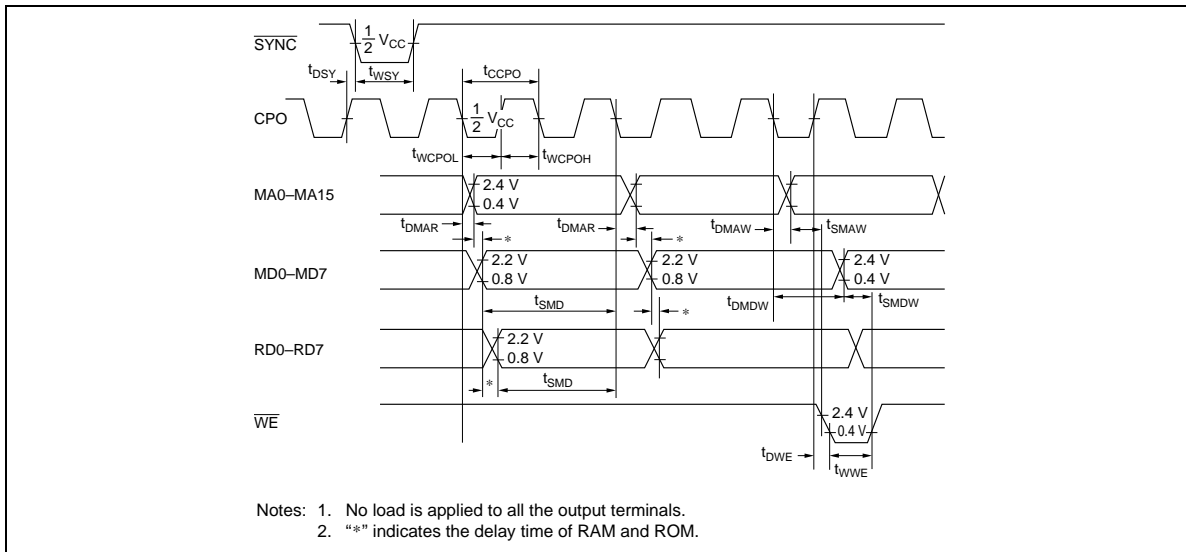 SYNC
1/2 VCC
tDSY
tWSY
tCCPO
CPO
1/2 VCC
tWCPOL
tWCPOH
MA0–MA15
2.4 V
0.4 V
tDMAR
*
tDMAR
*
tDMAW
tSMAW
MD0–MD7
2.2 V
0.8 V
2.2 V
0.8 V
2.4 V
0.4 V
tSMD
*
tDMDW
tSMDW
RD0–RD7
2.2 V
0.8 V
*
tSMD
WE
2.4 V
0.4 V
tDWE
tWWE
Notes: 1. No load is applied to all the output terminals.
2. “*” indicates the delay time of RAM and ROM.